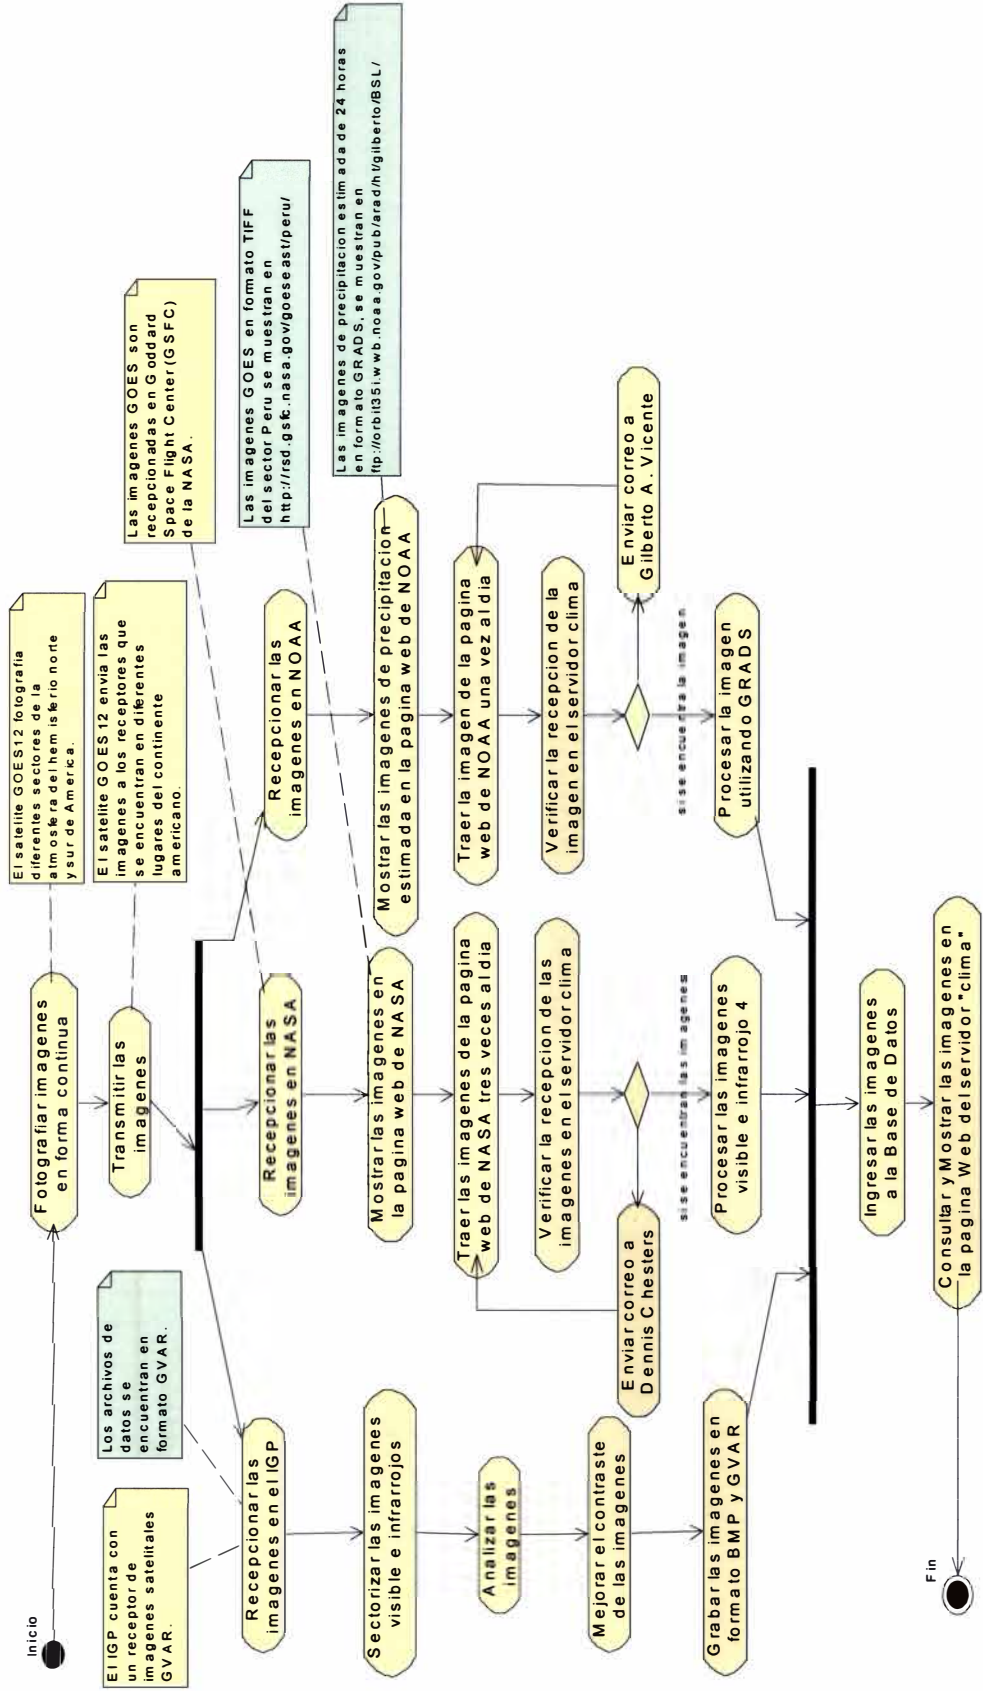 Inicio
Fotografiar imagenes
en forma continua
El satelite GOES12 fotografia
diferentes sectores de la
atmosfera del hemisferio norte
y sur de America.
Transmitir las
imagenes
El satelite GOES12 envia las
imagenes a los receptores que
se encuentran en diferentes
lugares del continente
americano.
El IGP cuenta con
un receptor de
imagenes satelitales
GVAR.
Los archivos de
datos se
encuentran en
formato GVAR.
Las imagenes GOES son
recepcionadas en Goddard
Space Flight Center (GSFC)
de la NASA.
Recepcionar las
imagenes en el IGP
Recepcionar las
imagenes en NASA
Recepcionar las
imagenes en NOAA
Las imagenes GOES en formato TIFF
del sector Peru se muestran en
http://rsd.gsfc.nasa.gov/goeseast/peru/
Las imagenes de precipitacion estimada de 24 horas
en formato GRADS, se muestran en
ftp://orbit35i.wwb.noaa.gov/pub/arad/ht/gilberto/BSL/
Sectorizar las imagenes
visible e infrarrojos
Mostrar las imagenes en
la pagina web de NASA
Mostrar las imagenes de precipitacion
estimada en la pagina web de NOAA
Analizar las
imagenes
Traer las imagenes de la pagina
web de NASA tres veces al dia
Traer la imagen de la pagina
web de NOAA una vez al dia
Verificar la recepcion de las
imagenes en el servidor clima
Verificar la recepcion de la
imagen en el servidor clima
Mejorar el contraste
de las imagenes
Enviar correo a
Dennis Chesters
Enviar correo a
Gilberto A. Vicente
si se encuentran las imagenes
si se encuentra la imagen
Grabar las imagenes en
formato BMP y GVAR
Procesar las imagenes
visible e infrarrojo 4
Procesar la imagen
utilizando GRADS
Ingresar las imagenes
a la Base de Datos
Consultar y Mostrar las imagenes en
la pagina Web del servidor "clima"
Fin